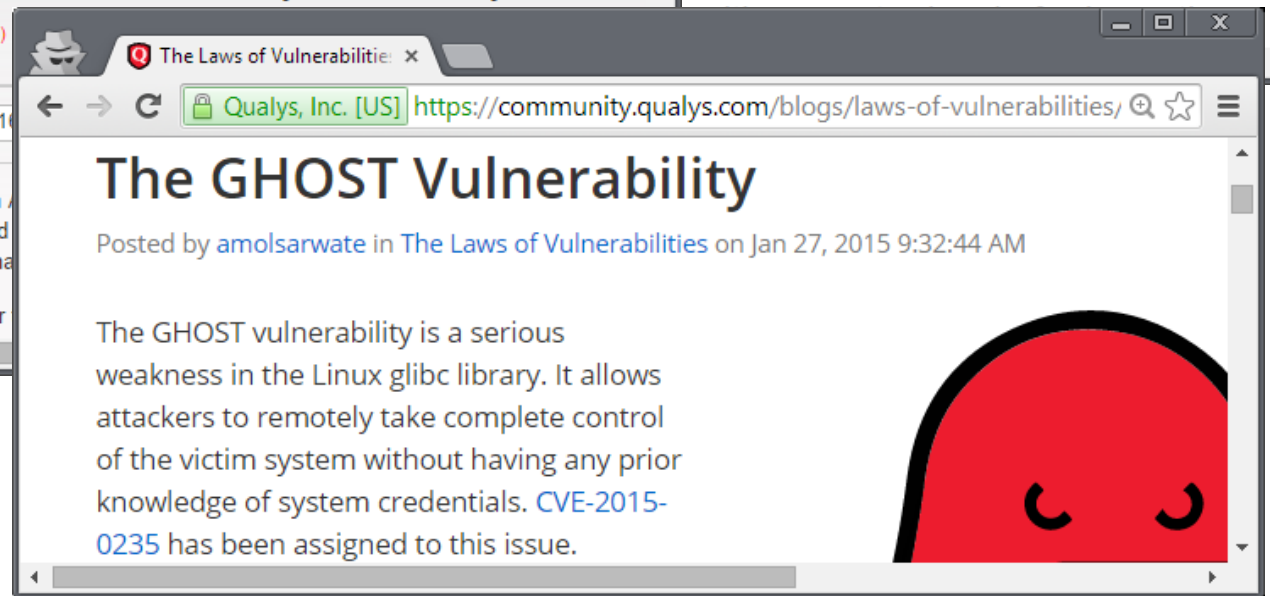 The Laws of Vulnerabilitie
Qualys, Inc. [US] https://community.qualys.com/blogs/laws-of-vulnerabilities/
The GHOST Vulnerability
Posted by amolsarwate in The Laws of Vulnerabilities on Jan 27, 2015 9:32:44 AM
The GHOST vulnerability is a serious
weakness in the Linux glibc library. It allows
attackers to remotely take complete control
of the victim system without having any prior
knowledge of system credentials. CVE-2015-
0235 has been assigned to this issue.